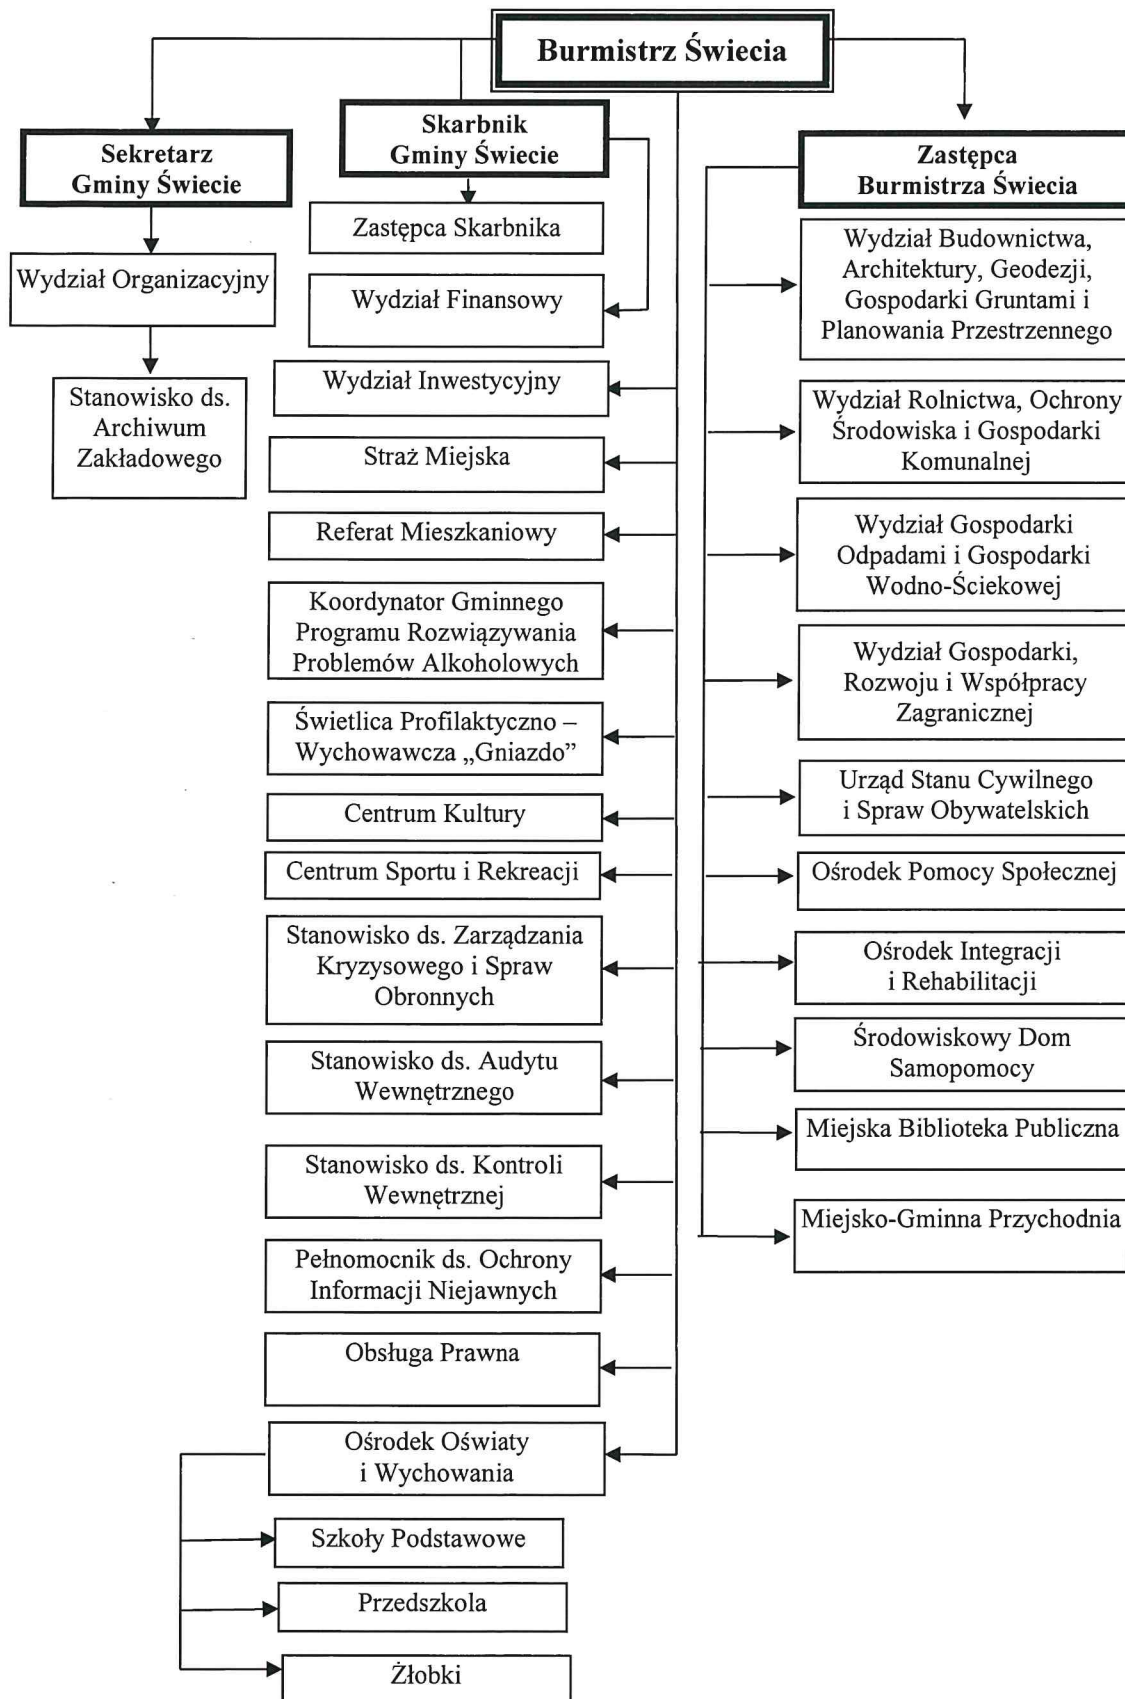 Burmistrz Świecia
Sekretarz
Gminy Świecie
Wydział Organizacyjny
Stanowisko ds.
Archiwum
Zakładowego
Skarbnik
Gminy Świecie
Zastępca Skarbnika
Wydział Finansowy
Wydział Inwestycyjny
Straż Miejska
Referat Mieszkaniowy
Koordynator Gminnego
Programu Rozwiązywania
Problemów Alkoholowych
Świetlica Profilaktyczno –
Wychowawcza „Gniazdo”
Centrum Kultury
Centrum Sportu i Rekreacji
Stanowisko ds. Zarządzania
Kryzysowego i Spraw
Obronnych
Stanowisko ds. Audytu
Wewnętrznego
Stanowisko ds. Kontroli
Wewnętrznej
Pełnomocnik ds. Ochrony
Informacji Niejawnych
Obsługa Prawna
Ośrodek Oświaty
i Wychowania
Szkoły Podstawowe
Przedszkola
Żłobki
Zastępca
Burmistrza Świecia
Wydział Budownictwa,
Architektury, Geodezji,
Gospodarki Gruntami i
Planowania Przestrzennego
Wydział Rolnictwa, Ochrony
Środowiska i Gospodarki
Komunalnej
Wydział Gospodarki
Odpadami i Gospodarki
Wodno-Ściekowej
Wydział Gospodarki,
Rozwoju i Współpracy
Zagranicznej
Urząd Stanu Cywilnego
i Spraw Obywatelskich
Ośrodek Pomocy Społecznej
Ośrodek Integracji
i Rehabilitacji
Środowiskowy Dom
Samopomocy
Miejska Biblioteka Publiczna
Miejsko-Gminna Przychodnia